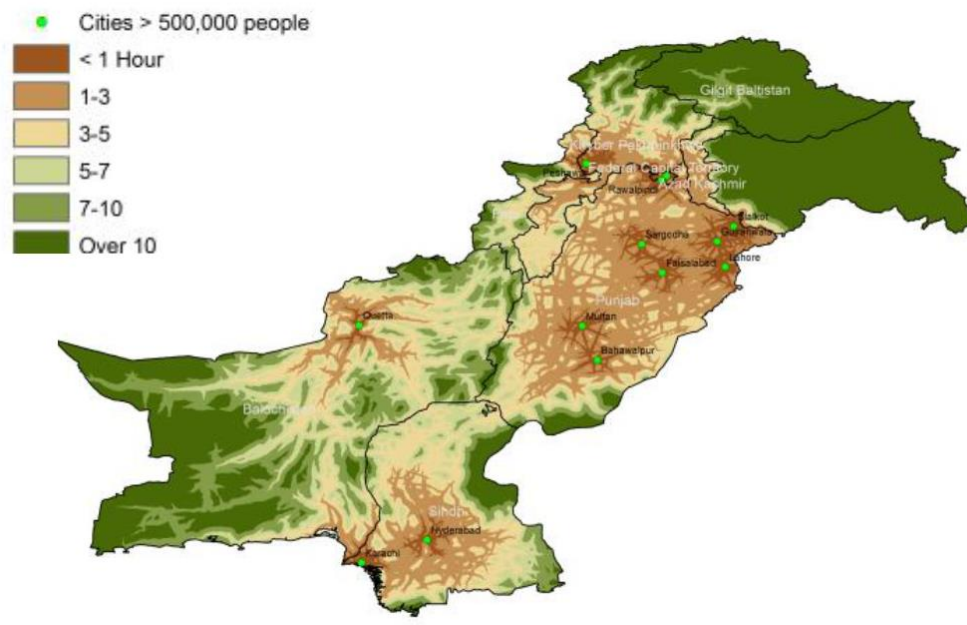 Cities > 500,000 people
< 1 Hour
1-3
3-5
5-7
7-10
Over 10
Gilgit Baltistan
Khyber Pakhtunkhwa
Peshawar
Federal Capital Territory
Rawalpindi
Azad Kashmir
Sialkot
Sargodha
Gujranwala
Lahore
Faisalabad
Punjab
Quetta
Multan
Bahawalpur
Balochistan
Sindh
Hyderabad
Karachi